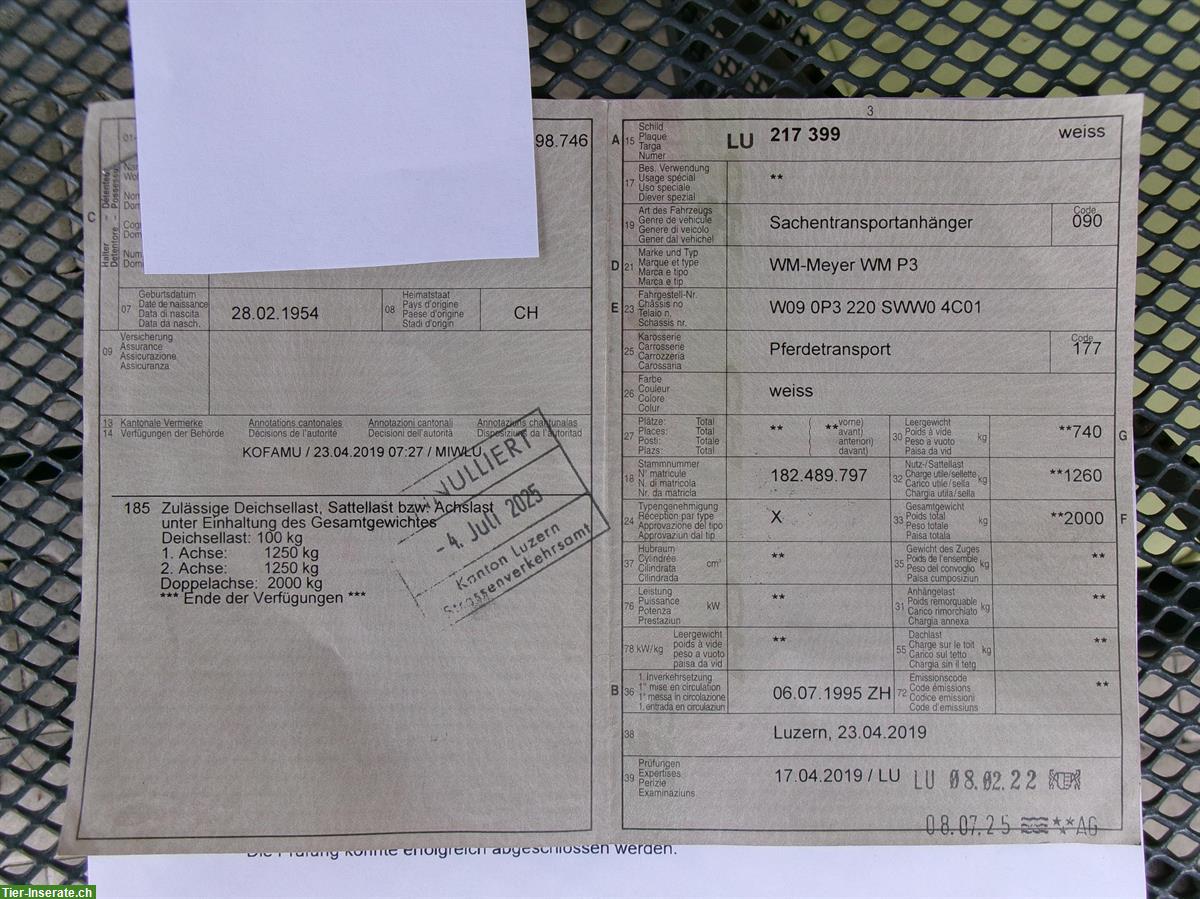 98.746
C
Halter - Détenteur
Detentore - Possessur
07
Geburtsdatum
Date de naissance
Data di nascita
Data da nasch.
28.02.1954
08
Heimatstaat
Pays d'origine
Paese d'origine
Stadi d'origin
CH
09
Versicherung
Assurance
Assicurazione
Assicuranza
13 Kantonale Vermerke Annotations cantonales Annotazioni cantonali Annotaziuns chantunalas
14 Verfügungen der Behörde Décisions de l'autorité Decisioni dell'autorità Disposiziun da l'autoritad
KOFAMU / 23.04.2019 07:27 / MIWLU
185 Zulässige Deichsellast, Sattellast bzw. Achslast
unter Einhaltung des Gesamtgewichtes
Deichsellast: 100 kg
1. Achse: 1250 kg
2. Achse: 1250 kg
Doppelachse: 2000 kg
*** Ende der Verfügungen ***
NULLIERT
- 4. Juli 2025
Kanton Luzern
Strassenverkehrsamt
3
A 15
Schild
Plaque
Targa
Numer
LU 217 399 weiss
17
Bes. Verwendung
Usage spécial
Uso speciale
Diever spezial
**
19
Art des Fahrzeugs
Genre de véhicule
Genere di veicolo
Gener dal vehichel
Sachentransportanhänger
Code
090
D 21
Marke und Typ
Marque et type
Marca e tipo
Marca e tip
WM-Meyer WM P3
E 23
Fahrgestell-Nr.
Châssis no
Telaio n.
Schassis nr.
W09 0P3 220 SWW0 4C01
25
Karosserie
Carrosserie
Carrozzeria
Carossaria
Pferdetransport
Code
177
26
Farbe
Couleur
Colore
Colur
weiss
27
Plätze: Total
Places: Total
Posti: Totale
Plazs: Total
** ( **vorne)
avant)
anteriori)
30
Leergewicht
Poids à vide
Peso a vuoto
Paisa da vid
kg
**740
G
18
Stammnummer
N° matricule
N. di matricola
Nr. da matricla
182.489.797
32
Nutz-/Sattellast
Charge utile/sellette
Carico utile/sella
Chargia utila/sella
kg
**1260
24
Typengenehmigung
Réception par type
Approvazione del tipo
Approvaziun dal tip
X
33
Gesamtgewicht
Poids total
Peso totale
Paisa totala
kg
**2000
F
37
Hubraum
Cylindrée
Cilindrata
Cilindrada
cm³
**
35
Gewicht des Zuges
Poids de l'ensemble
Peso del convoglio
Paisa cumposiziun
kg
**
76
Leistung
Puissance
Potenza
Prestaziun
kW
**
31
Anhängelast
Poids remorquable
Carico rimorchiato
Chargia annexa
kg
**
78 kW/kg
Leergewicht
poids à vide
peso a vuoto
paisa da vid
**
55
Dachlast
Charge sur le toit
Carico sul tetto
Chargia sin il tetg
kg
**
B 36
1. Inverkehrsetzung
1re mise en circulation
1a messa in circolazione
1. entrada en circulaziun
06.07.1995 ZH
72
Emissionscode
Code émissions
Codice emissioni
Code d'emissiuns
**
38
Luzern, 23.04.2019
39
Prüfungen
Expertises
Perizie
Examinaziuns
17.04.2019 / LU LU 08.02.22
08.07.25 **AG
Die Prüfung konnte erfolgreich abgeschlossen werden.
Tier-Inserate.ch